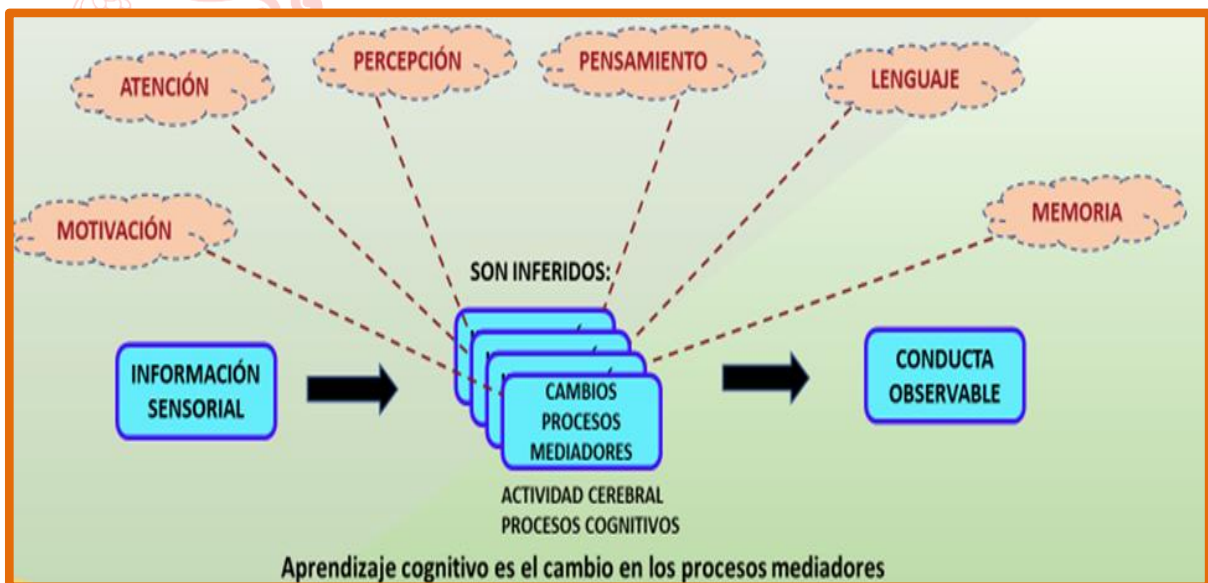 PERCEPCIÓN
PENSAMIENTO
ATENCIÓN
LENGUAJE
MOTIVACIÓN
MEMORIA
SON INFERIDOS:
INFORMACIÓN
SENSORIAL
CAMBIOS
PROCESOS
MEDIADORES
CONDUCTA
OBSERVABLE
ACTIVIDAD CEREBRAL
PROCESOS COGNITIVOS
Aprendizaje cognitivo es el cambio en los procesos mediadores